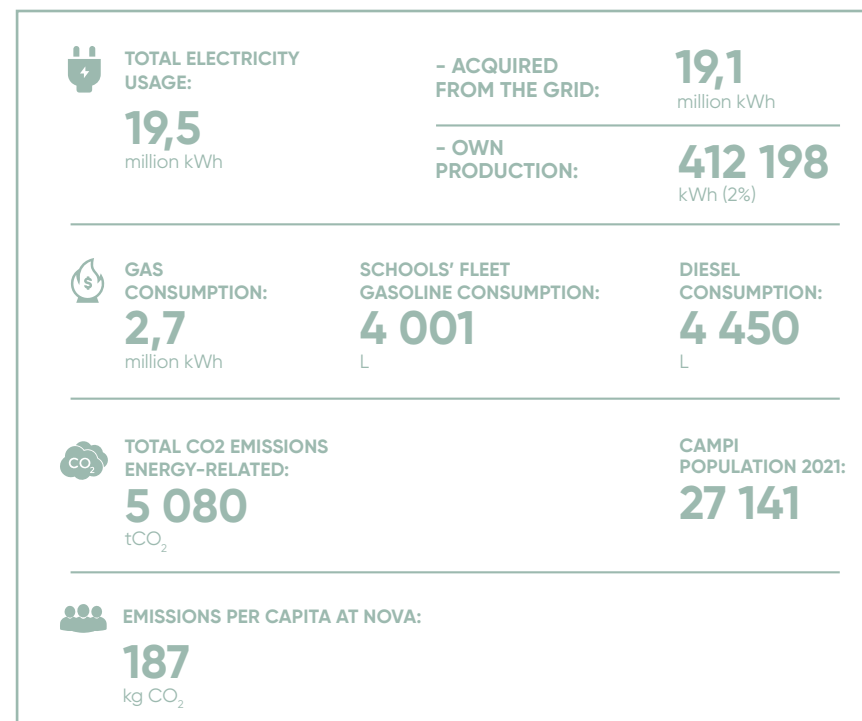 TOTAL ELECTRICITY
USAGE:
19,5
million kWh
- ACQUIRED
FROM THE GRID:
19,1
million kWh
- OWN
PRODUCTION:
412 198
kWh (2%)
GAS
CONSUMPTION:
2,7
million kWh
SCHOOLS’ FLEET
GASOLINE CONSUMPTION:
4 001
L
DIESEL
CONSUMPTION:
4 450
L
CO₂
TOTAL CO2 EMISSIONS
ENERGY-RELATED:
5 080
tCO₂
CAMPI
POPULATION 2021:
27 141
EMISSIONS PER CAPITA AT NOVA:
187
kg CO₂